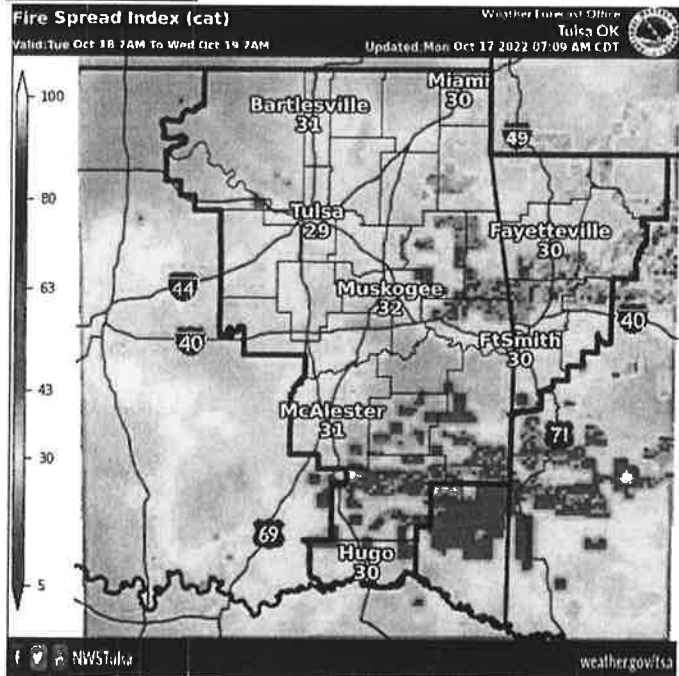 Fire Spread Index (cat)
Weather Forecast Office
Tulsa OK
Valid: Tue Oct 18 7AM To Wed Oct 19 7AM
Updated: Mon Oct 17 2022 07:09 AM CDT
100
80
63
43
30
5
Miami
30
Bartlesville
31
49
Tulsa
29
Fayetteville
30
44
Muskogee
32
40
40
FtSmith
30
McAlester
31
71
69
Hugo
30
NWSTulsa
weather.gov/tsa